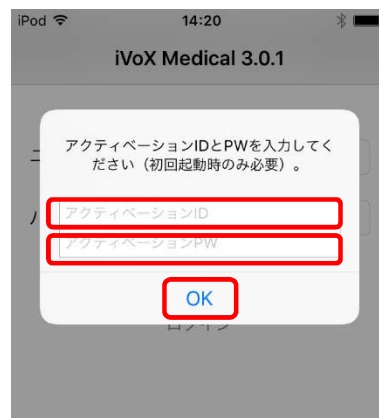 iPod 14:20
iVoX Medical 3.0.1
アクティベーションIDとPWを入力してく
ださい（初回起動時のみ必要）。
アクティベーションID
アクティベーションPW
OK
ログイン